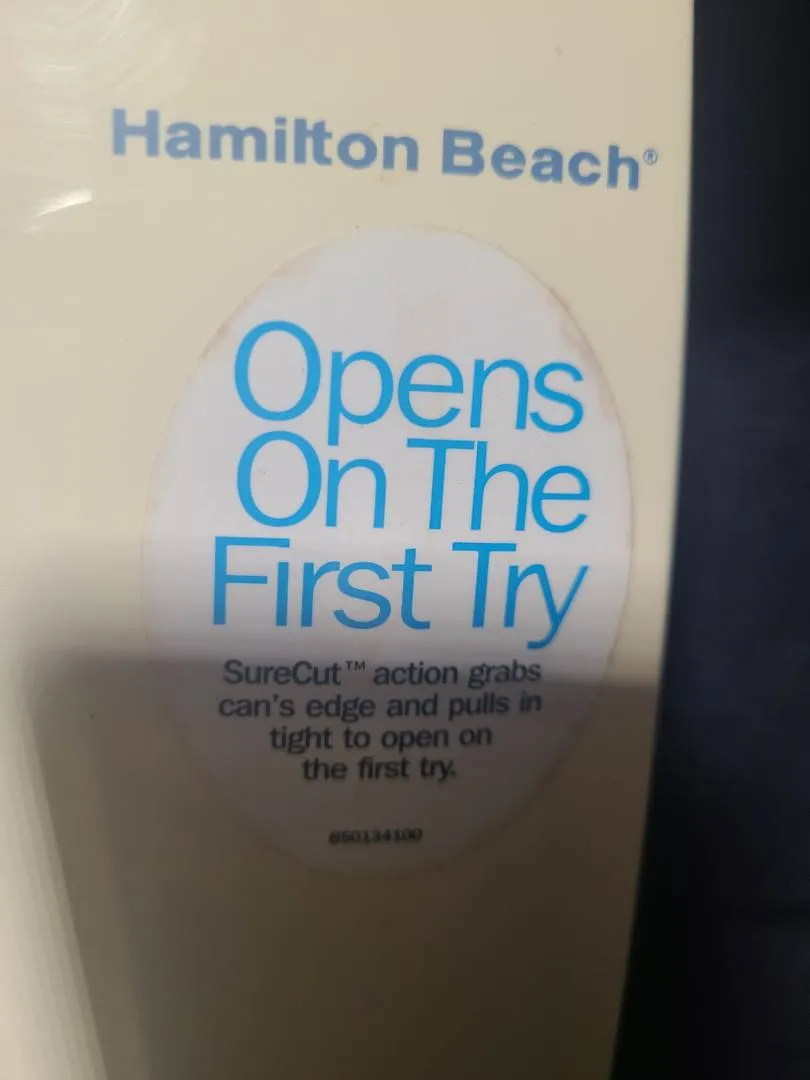 Hamilton Beach®
Opens
On The
First Try
SureCut™ action grabs
can's edge and pulls in
tight to open on
the first try.
850134100